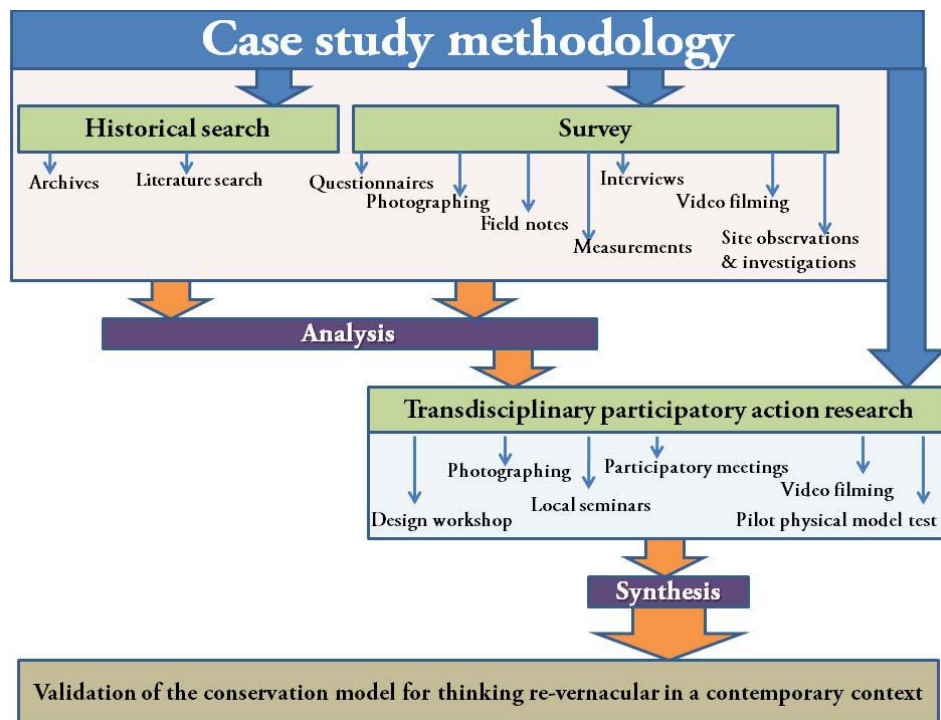 Case study methodology
Historical search
Survey
Archives
Literature search
Questionnaires
Photographing
Field notes
Measurements
Interviews
Video filming
Site observations
& investigations
Analysis
Transdisciplinary participatory action research
Design workshop
Photographing
Local seminars
Participatory meetings
Video filming
Pilot physical model test
Synthesis
Validation of the conservation model for thinking re-vernacular in a contemporary context